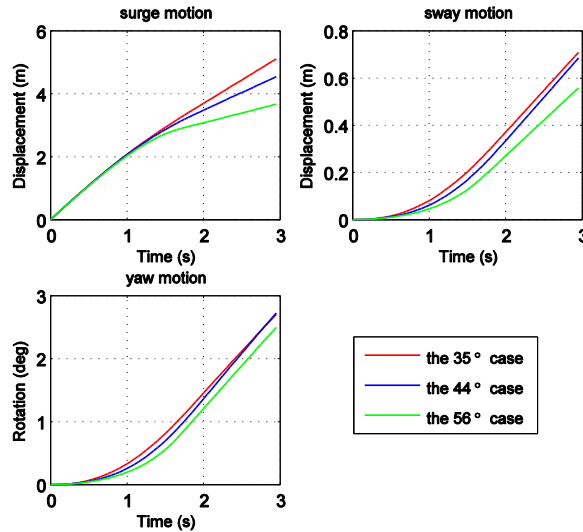 surge motion
6
4
2
0
Displacement (m)
0 1 2 3
Time (s)
sway motion
0.8
0.6
0.4
0.2
0
Displacement (m)
0 1 2 3
Time (s)
yaw motion
3
2
1
0
Rotation (deg)
0 1 2 3
Time (s)
the 35° case
the 44° case
the 56° case